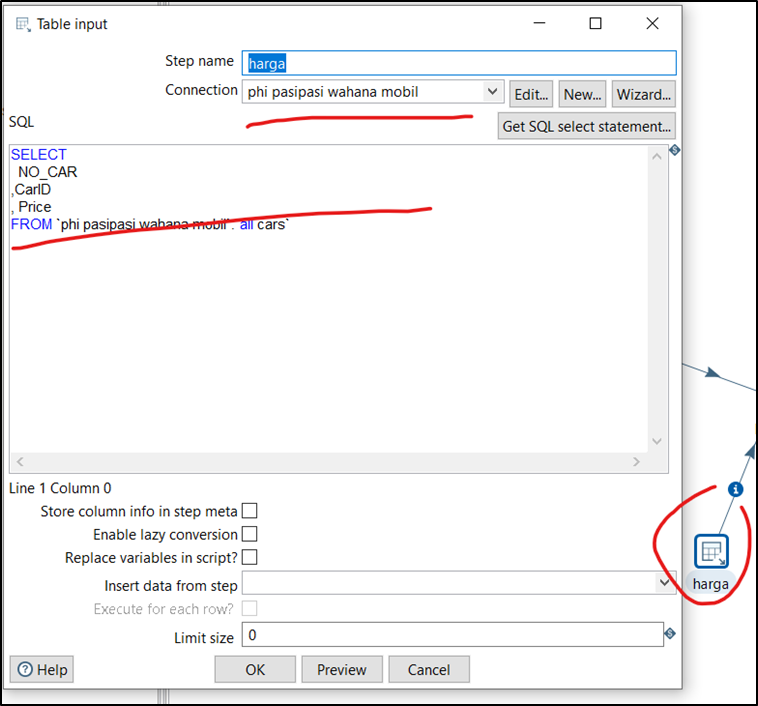 Table input
Step name harga
Connection phi pasipasi wahana mobil Edit... New... Wizard...
SQL Get SQL select statement...
SELECT
NO_CAR
,CarID
, Price
FROM `phi pasipasi wahana mobil`.`all cars`
Line 1 Column 0
Store column info in step meta
Enable lazy conversion
Replace variables in script?
Insert data from step
Execute for each row?
Limit size 0
Help OK Preview Cancel
harga